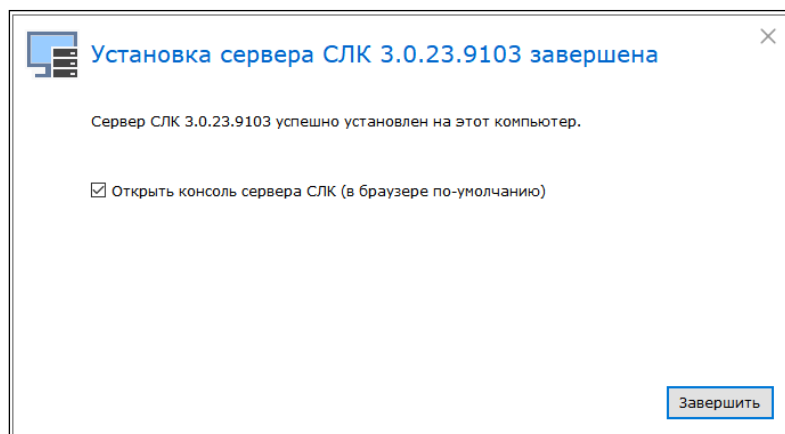 Установка сервера СЛК 3.0.23.9103 завершена
Сервер СЛК 3.0.23.9103 успешно установлен на этот компьютер.
Открыть консоль сервера СЛК (в браузере по-умолчанию)
Завершить